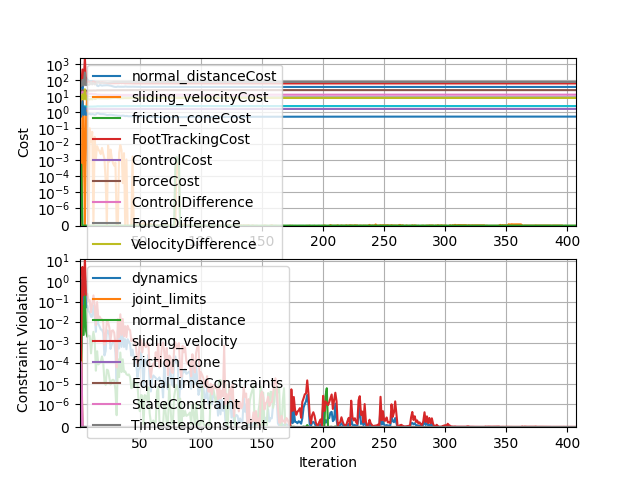 Cost
10³
10²
10¹
10⁰
10⁻¹
10⁻²
10⁻³
10⁻⁴
10⁻⁵
10⁻⁶
0
normal_distanceCost
sliding_velocityCost
friction_coneCost
FootTrackingCost
ControlCost
ForceCost
ControlDifference
ForceDifference
VelocityDifference
50 100 150 200 250 300 350 400
Constraint Violation
10¹
10⁰
10⁻¹
10⁻²
10⁻³
10⁻⁴
10⁻⁵
10⁻⁶
0
dynamics
joint_limits
normal_distance
sliding_velocity
friction_cone
EqualTimeConstraints
StateConstraint
TimestepConstraint
50 100 150 200 250 300 350 400
Iteration